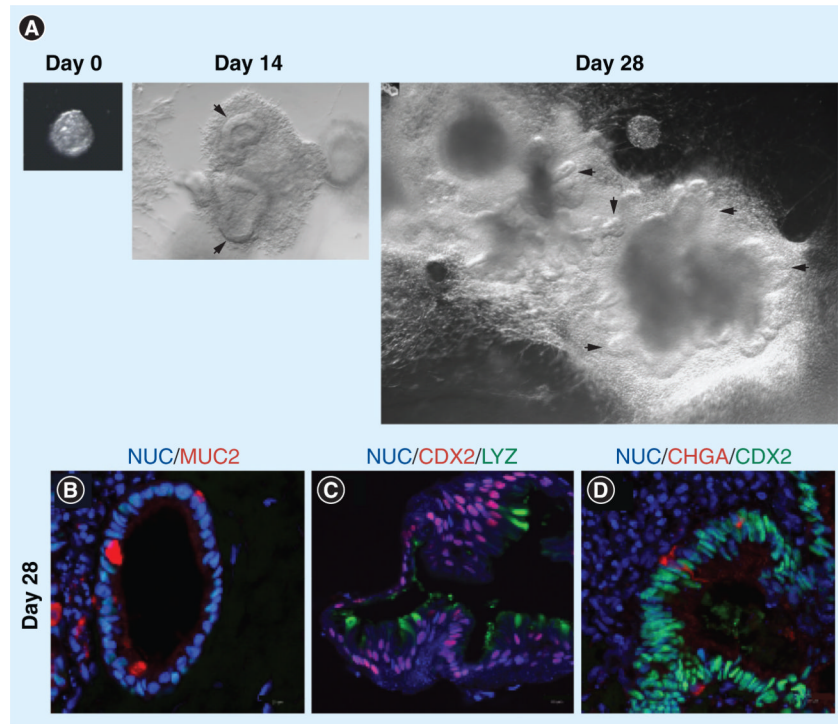 A
Day 0
Day 14
Day 28
NUC/MUC2
NUC/CDX2/LYZ
NUC/CHGA/CDX2
B
C
D
Day 28